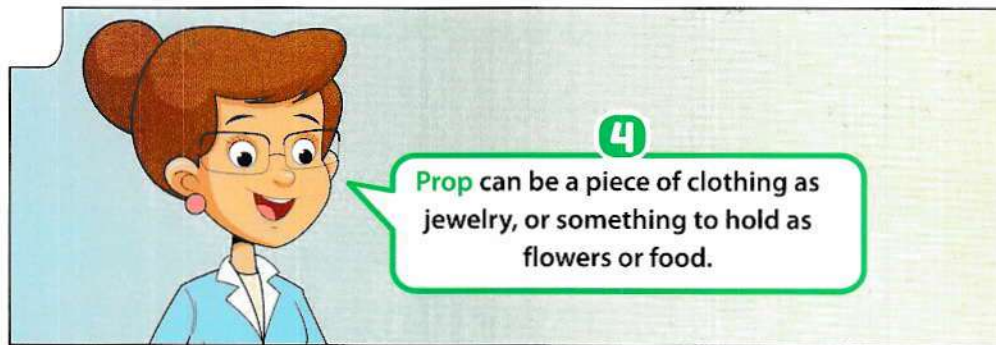 4
Prop can be a piece of clothing as
jewelry, or something to hold as
flowers or food.